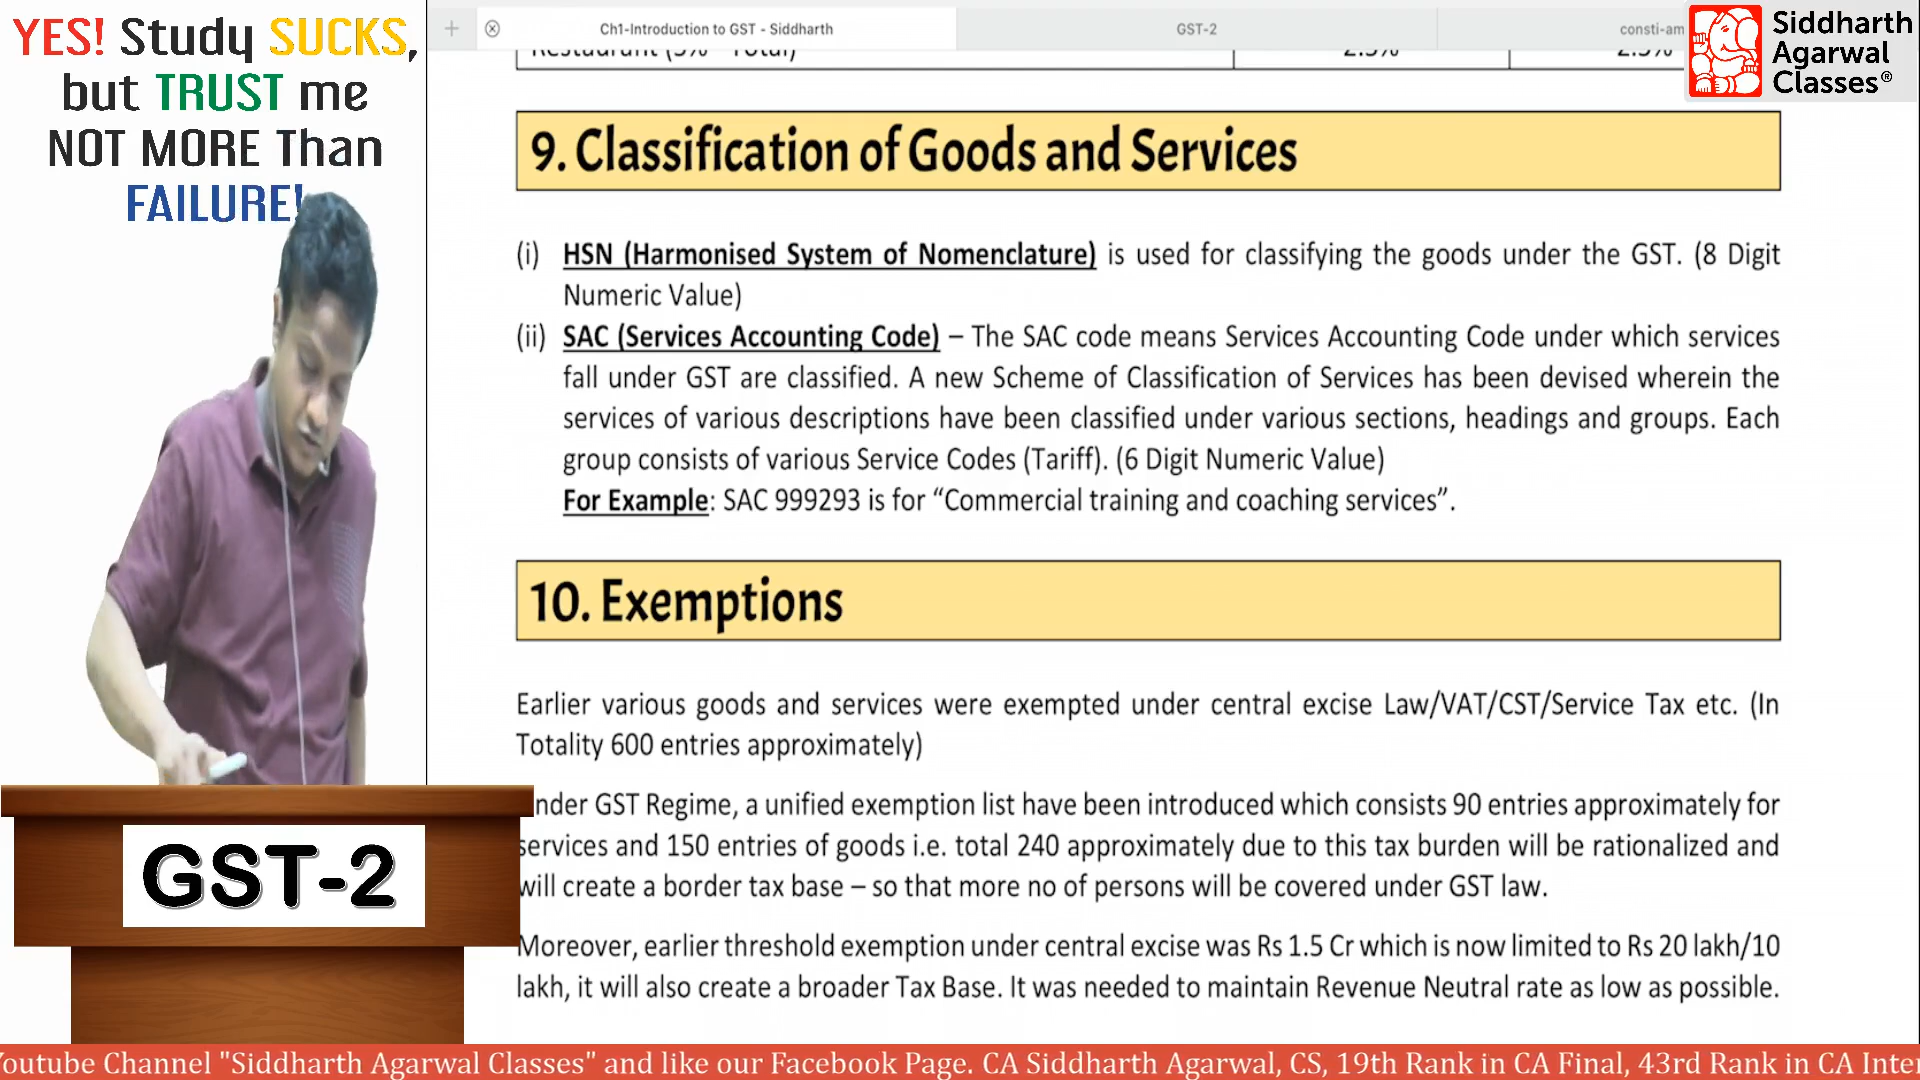 YES! Study SUCKS,
but TRUST me
NOT MORE Than
FAILURE!
Ch1-Introduction to GST - Siddharth
GST-2
consti-am
Siddharth
Agarwal
Classes®
Restaurant (5% Total) 2.5% 2.5%
9. Classification of Goods and Services
(i) HSN (Harmonised System of Nomenclature) is used for classifying the goods under the GST. (8 Digit
Numeric Value)
(ii) SAC (Services Accounting Code) – The SAC code means Services Accounting Code under which services
fall under GST are classified. A new Scheme of Classification of Services has been devised wherein the
services of various descriptions have been classified under various sections, headings and groups. Each
group consists of various Service Codes (Tariff). (6 Digit Numeric Value)
For Example: SAC 999293 is for “Commercial training and coaching services”.
10. Exemptions
Earlier various goods and services were exempted under central excise Law/VAT/CST/Service Tax etc. (In
Totality 600 entries approximately)
nder GST Regime, a unified exemption list have been introduced which consists 90 entries approximately for
services and 150 entries of goods i.e. total 240 approximately due to this tax burden will be rationalized and
will create a border tax base – so that more no of persons will be covered under GST law.
Moreover, earlier threshold exemption under central excise was Rs 1.5 Cr which is now limited to Rs 20 lakh/10
lakh, it will also create a broader Tax Base. It was needed to maintain Revenue Neutral rate as low as possible.
GST-2
outube Channel "Siddharth Agarwal Classes" and like our Facebook Page. CA Siddharth Agarwal, CS, 19th Rank in CA Final, 43rd Rank in CA Inter